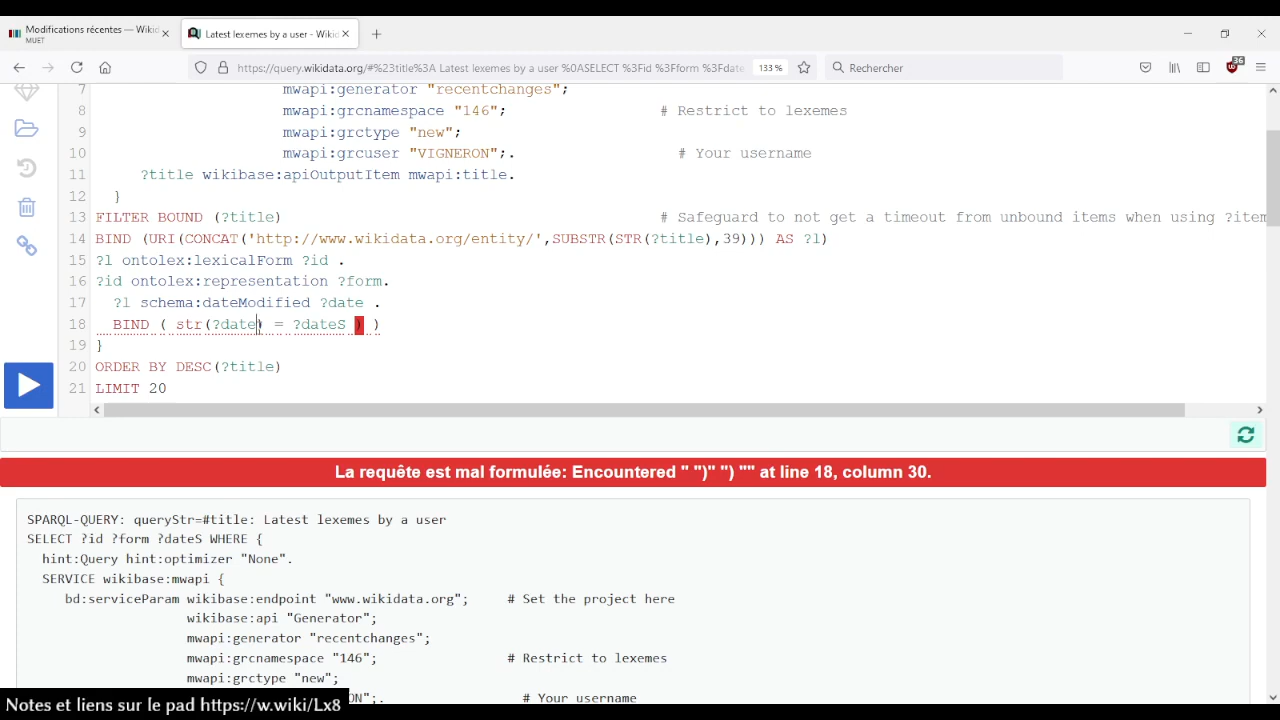 Modifications récentes — Wikid
MUET
Latest lexemes by a user - Wikid
https://query.wikidata.org/#%23title%3A Latest lexemes by a user %0ASELECT %3Fid %3Fform %3Fdate
133 %
Rechercher
36
7 mwapi:generator "recentchanges";
8 mwapi:grcnamespace "146"; # Restrict to lexemes
9 mwapi:grctype "new";
10 mwapi:grcuser "VIGNERON";. # Your username
11 ?title wikibase:apiOutputItem mwapi:title.
12 }
13 FILTER BOUND (?title) # Safeguard to not get a timeout from unbound items when using ?item
14 BIND (URI(CONCAT('http://www.wikidata.org/entity/',SUBSTR(STR(?title),39))) AS ?l)
15 ?l ontolex:lexicalForm ?id .
16 ?id ontolex:representation ?form.
17 ?l schema:dateModified ?date .
18 BIND ( str(?date) = ?dateS ) )
19 }
20 ORDER BY DESC(?title)
21 LIMIT 20
La requête est mal formulée: Encountered " ")" ") "" at line 18, column 30.
SPARQL-QUERY: queryStr=#title: Latest lexemes by a user
SELECT ?id ?form ?dateS WHERE {
hint:Query hint:optimizer "None".
SERVICE wikibase:mwapi {
bd:serviceParam wikibase:endpoint "www.wikidata.org"; # Set the project here
wikibase:api "Generator";
mwapi:generator "recentchanges";
mwapi:grcnamespace "146"; # Restrict to lexemes
mwapi:grctype "new";
ON";. # Your username
Notes et liens sur le pad https://w.wiki/Lx8